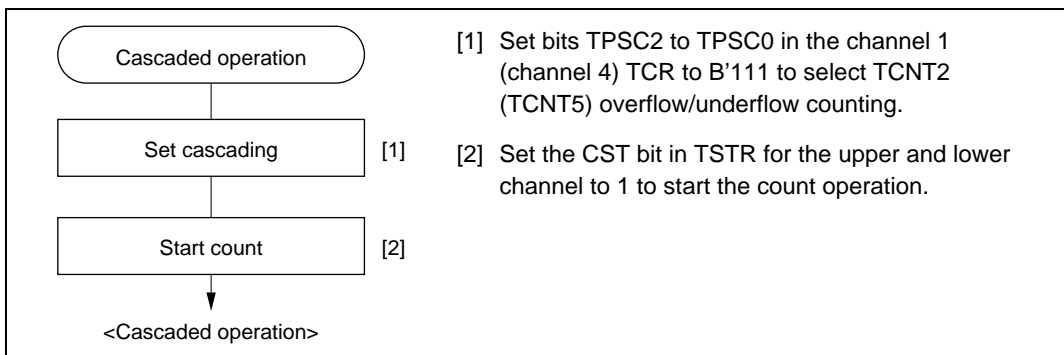 Cascaded operation
Set cascading
[1]
Start count
[2]
<Cascaded operation>
[1] Set bits TPSC2 to TPSC0 in the channel 1
(channel 4) TCR to B’111 to select TCNT2
(TCNT5) overflow/underflow counting.
[2] Set the CST bit in TSTR for the upper and lower
channel to 1 to start the count operation.